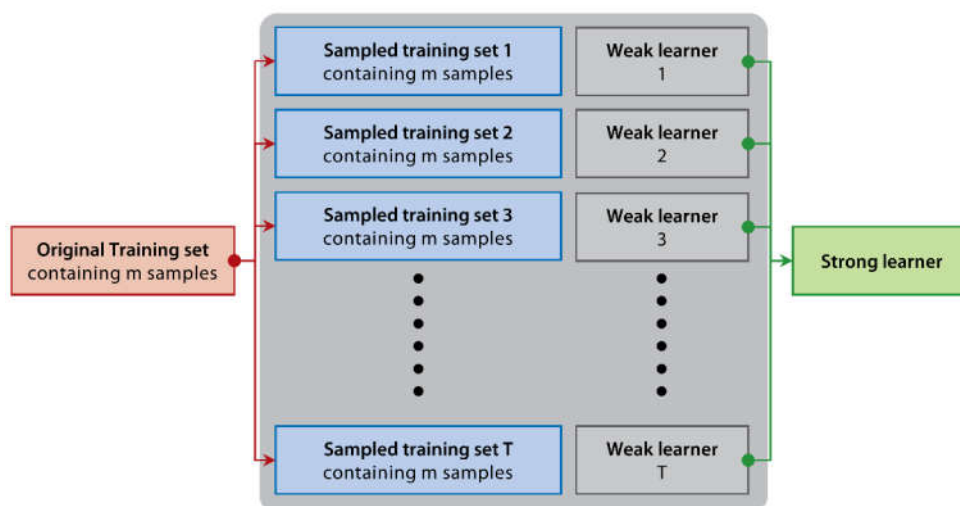 Sampled training set 1
containing m samples
Weak learner
1
Sampled training set 2
containing m samples
Weak learner
2
Sampled training set 3
containing m samples
Weak learner
3
Original Training set
containing m samples
Strong learner
Sampled training set T
containing m samples
Weak learner
T